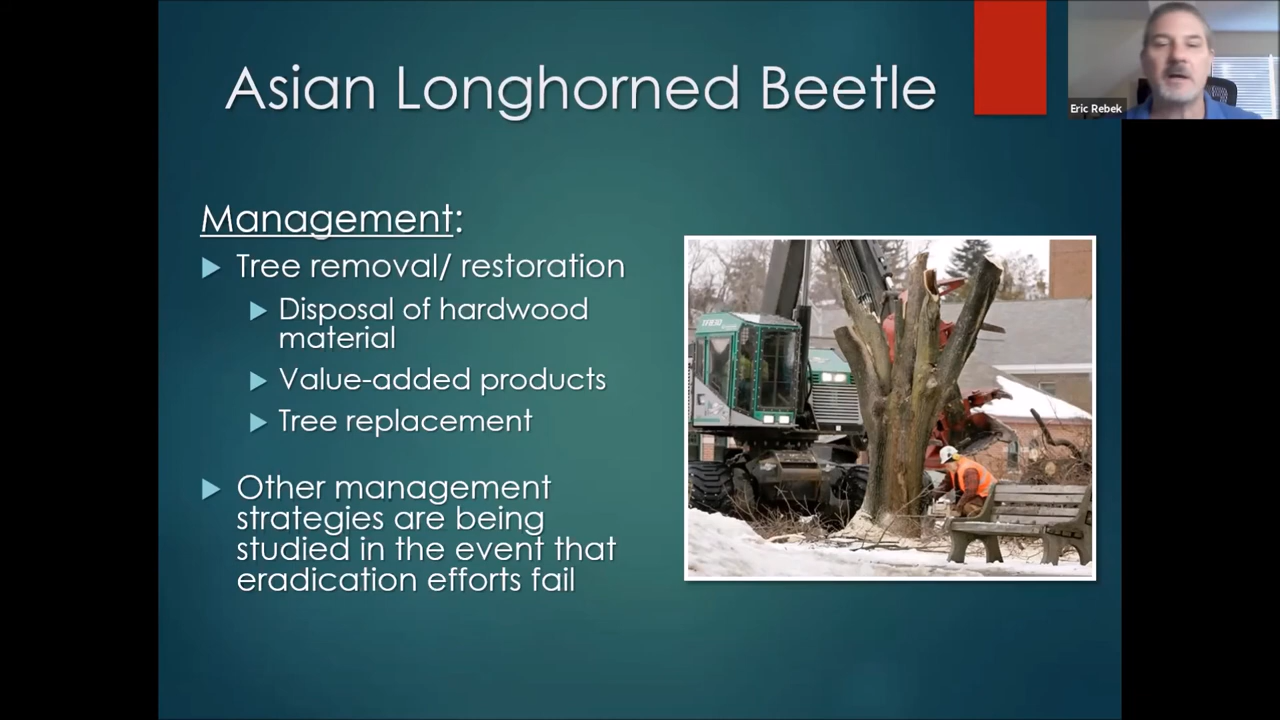 Asian Longhorned Beetle
Eric Rebek
Management:
Tree removal/ restoration
Disposal of hardwood
material
Value-added products
Tree replacement
Other management
strategies are being
studied in the event that
eradication efforts fail